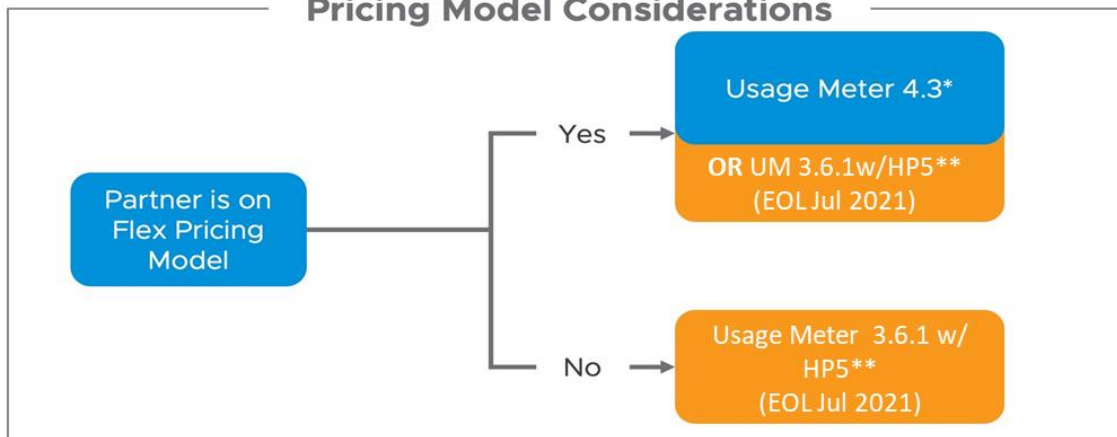 Pricing Model Considerations
Usage Meter 4.3*
Yes
OR UM 3.6.1w/HP5**
(EOL Jul 2021)
Partner is on
Flex Pricing
Model
Usage Meter 3.6.1 w/
HP5**
No
(EOL Jul 2021)